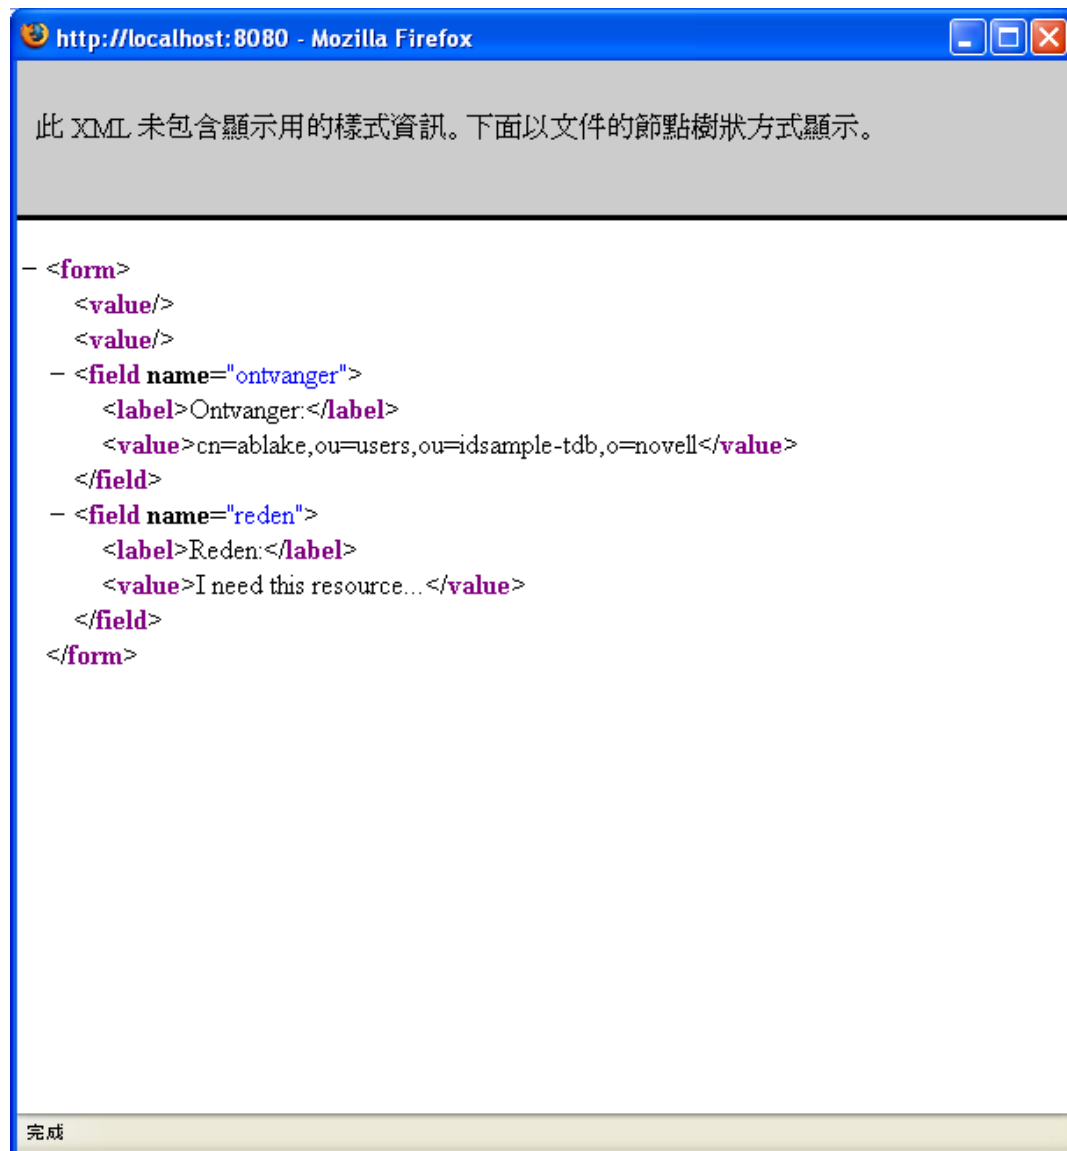 http://localhost:8080 - Mozilla Firefox
此 XML 未包含顯示用的樣式資訊。下面以文件的節點樹狀方式顯示。
− <form>
<value/>
<value/>
− <field name="ontvanger">
<label>Ontvanger:</label>
<value>cn=ablake,ou=users,ou=idsample-tdb,o=novell</value>
</field>
− <field name="reden">
<label>Reden:</label>
<value>I need this resource...</value>
</field>
</form>
完成